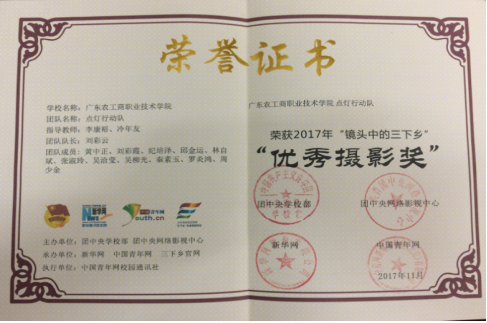 荣誉证书
学校名称：广东农工商职业技术学院
团队名称：点灯行动队
指导教师：李康裕、冷年友
团队队长：刘彩云
团队成员：黄中正、刘彩霞、纪培泽、邱金运、林自
斌、张淑玲、吴洽莹、吴柳光、秦素玉、罗炎鸿、周
少金
Youth.cn
主办单位：团中央学校部 团中央网络影视中心
承办单位：新华网 中国青年网 三下乡官网
执行单位：中国青年网校园通讯社
广东农工商职业技术学院 点灯行动队
荣获2017年“镜头中的三下乡”
“优秀摄影奖”
团中央学校部 团中央网络影视中心
新华网 中国青年网
2017年11月